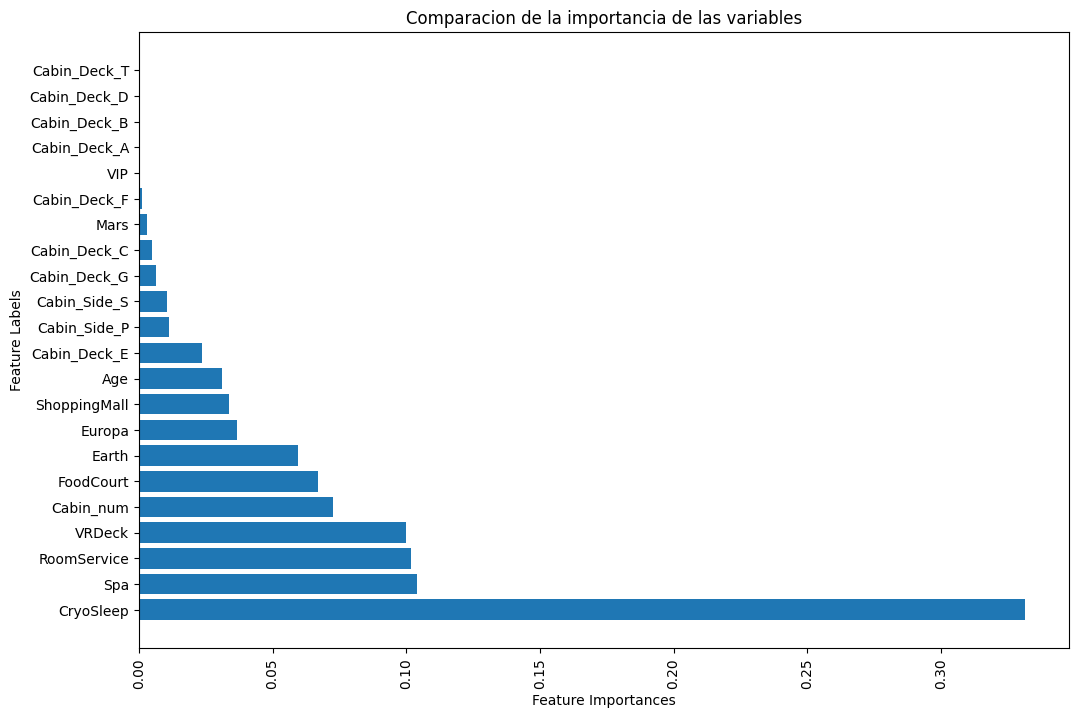 Comparacion de la importancia de las variables
Feature Labels
Cabin_Deck_T
Cabin_Deck_D
Cabin_Deck_B
Cabin_Deck_A
VIP
Cabin_Deck_F
Mars
Cabin_Deck_C
Cabin_Deck_G
Cabin_Side_S
Cabin_Side_P
Cabin_Deck_E
Age
ShoppingMall
Europa
Earth
FoodCourt
Cabin_num
VRDeck
RoomService
Spa
CryoSleep
0.00 0.05 0.10 0.15 0.20 0.25 0.30
Feature Importances